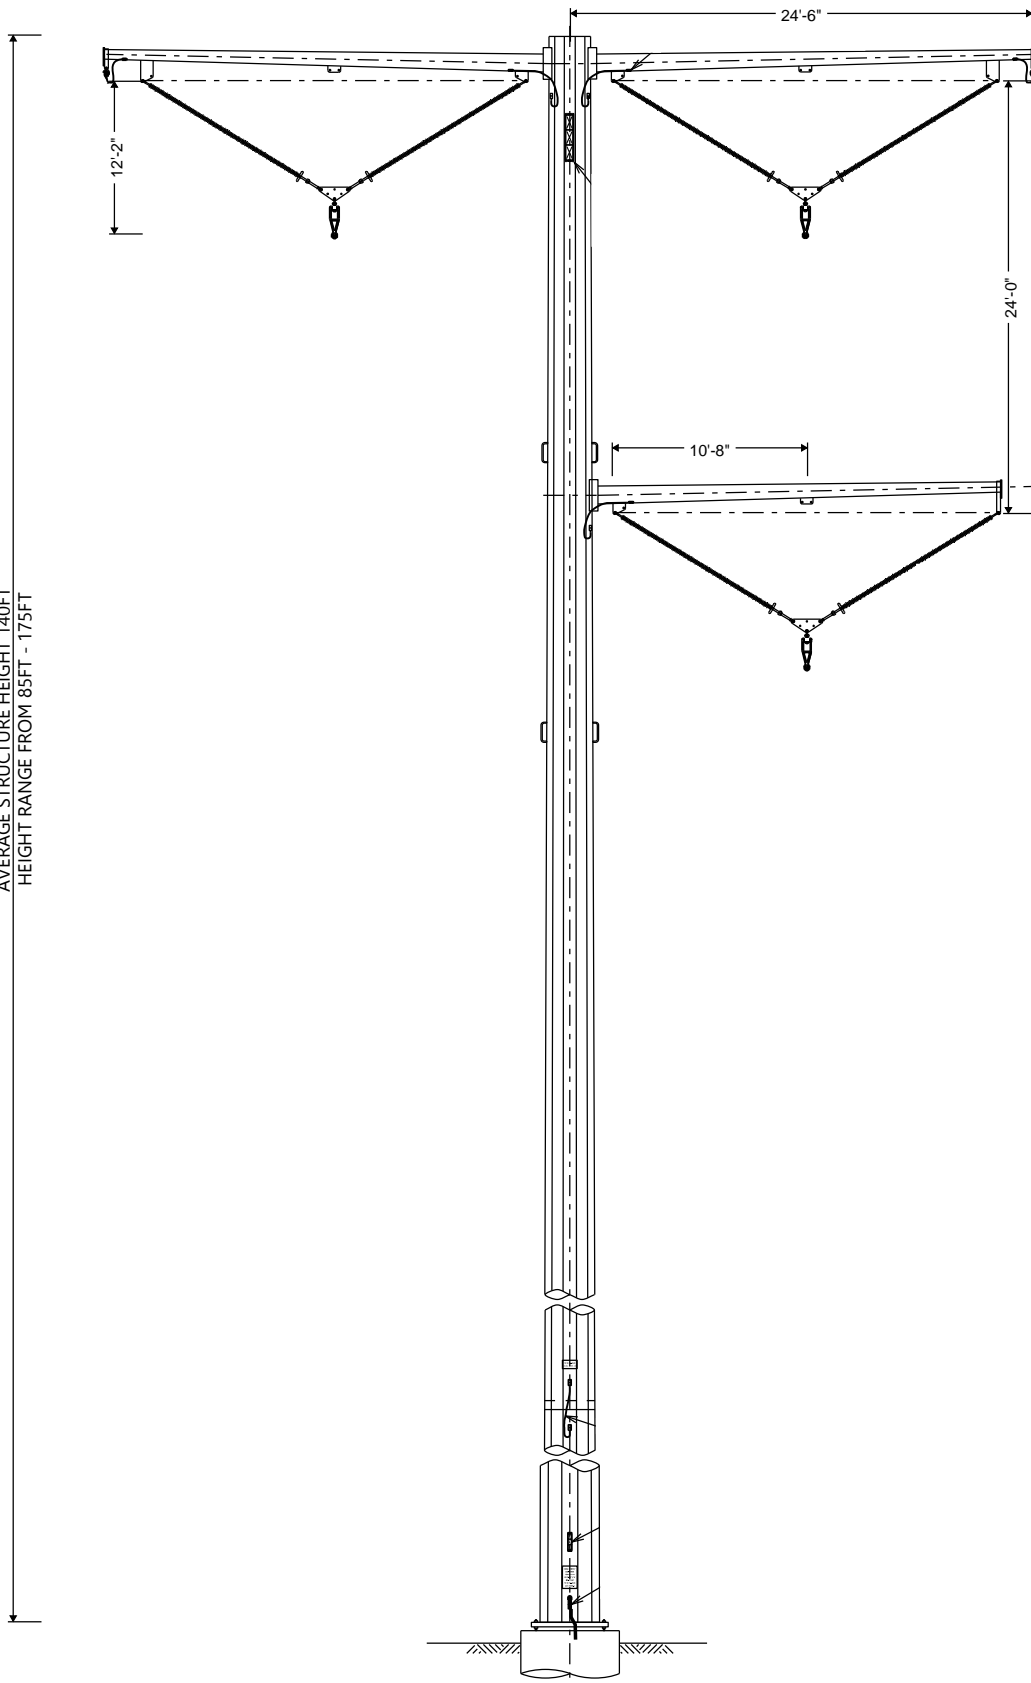 24'-6"
12'-2"
24'-0"
10'-8"
AVERAGE STRUCTURE HEIGHT 140FT
HEIGHT RANGE FROM 85FT - 175FT